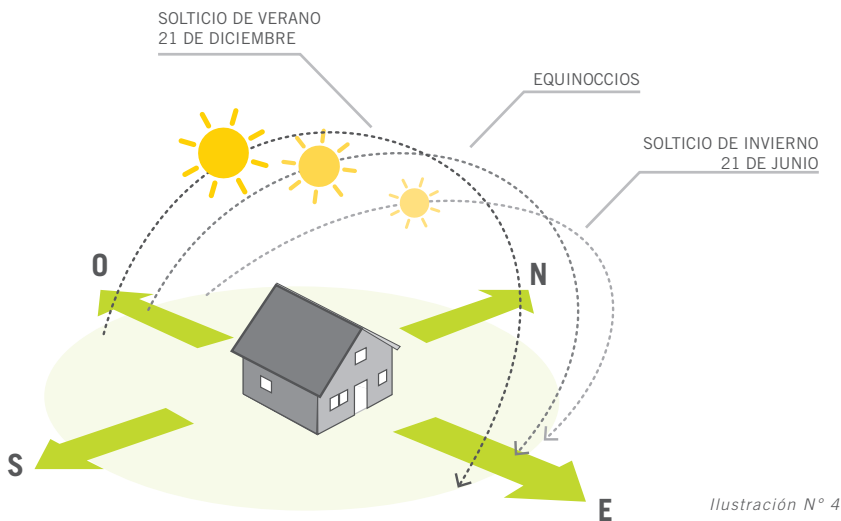 SOLTICIO DE VERANO
21 DE DICIEMBRE
EQUINOCCIOS
SOLTICIO DE INVIERNO
21 DE JUNIO
O
N
S
E
Ilustración N° 4